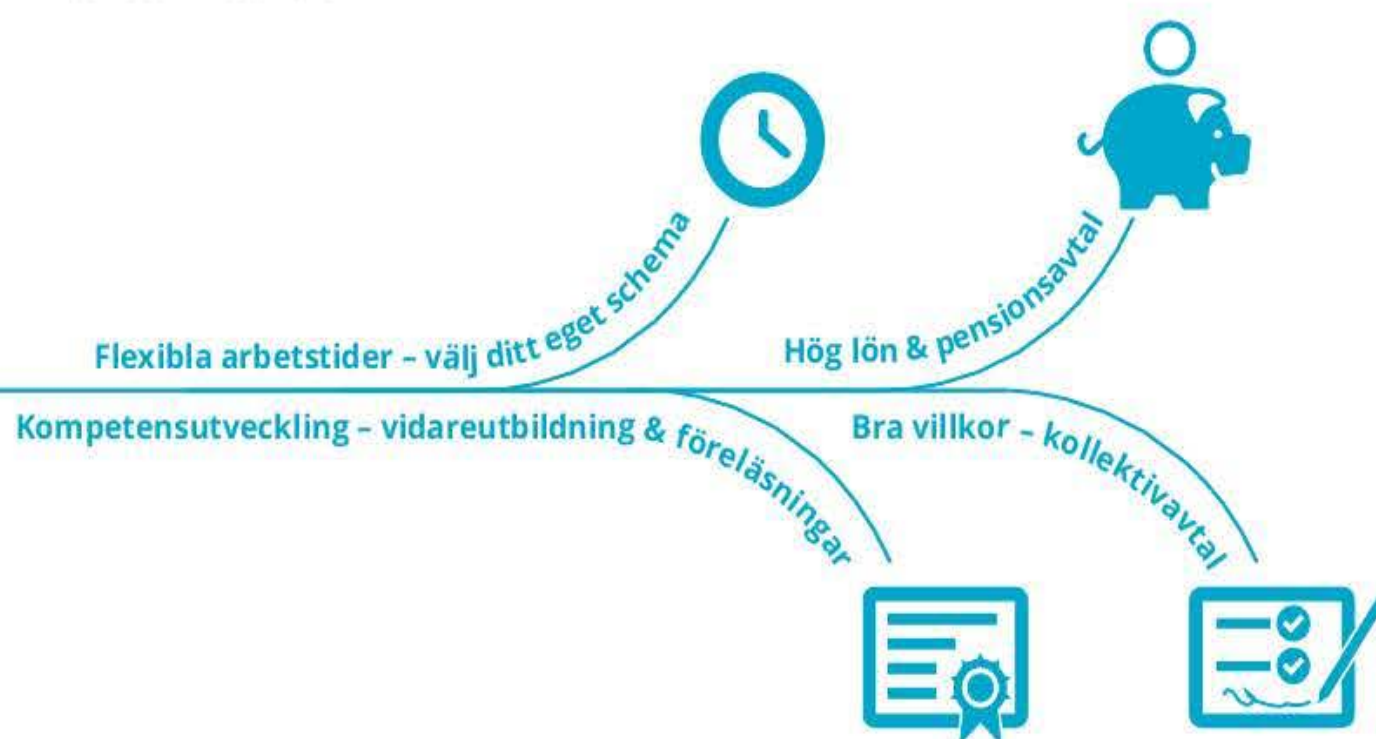 Flexibla arbetstider – välj ditt eget schema
Hög lön & pensionsavtal
Kompetensutveckling – vidareutbildning & föreläsningar
Bra villkor – kollektivavtal